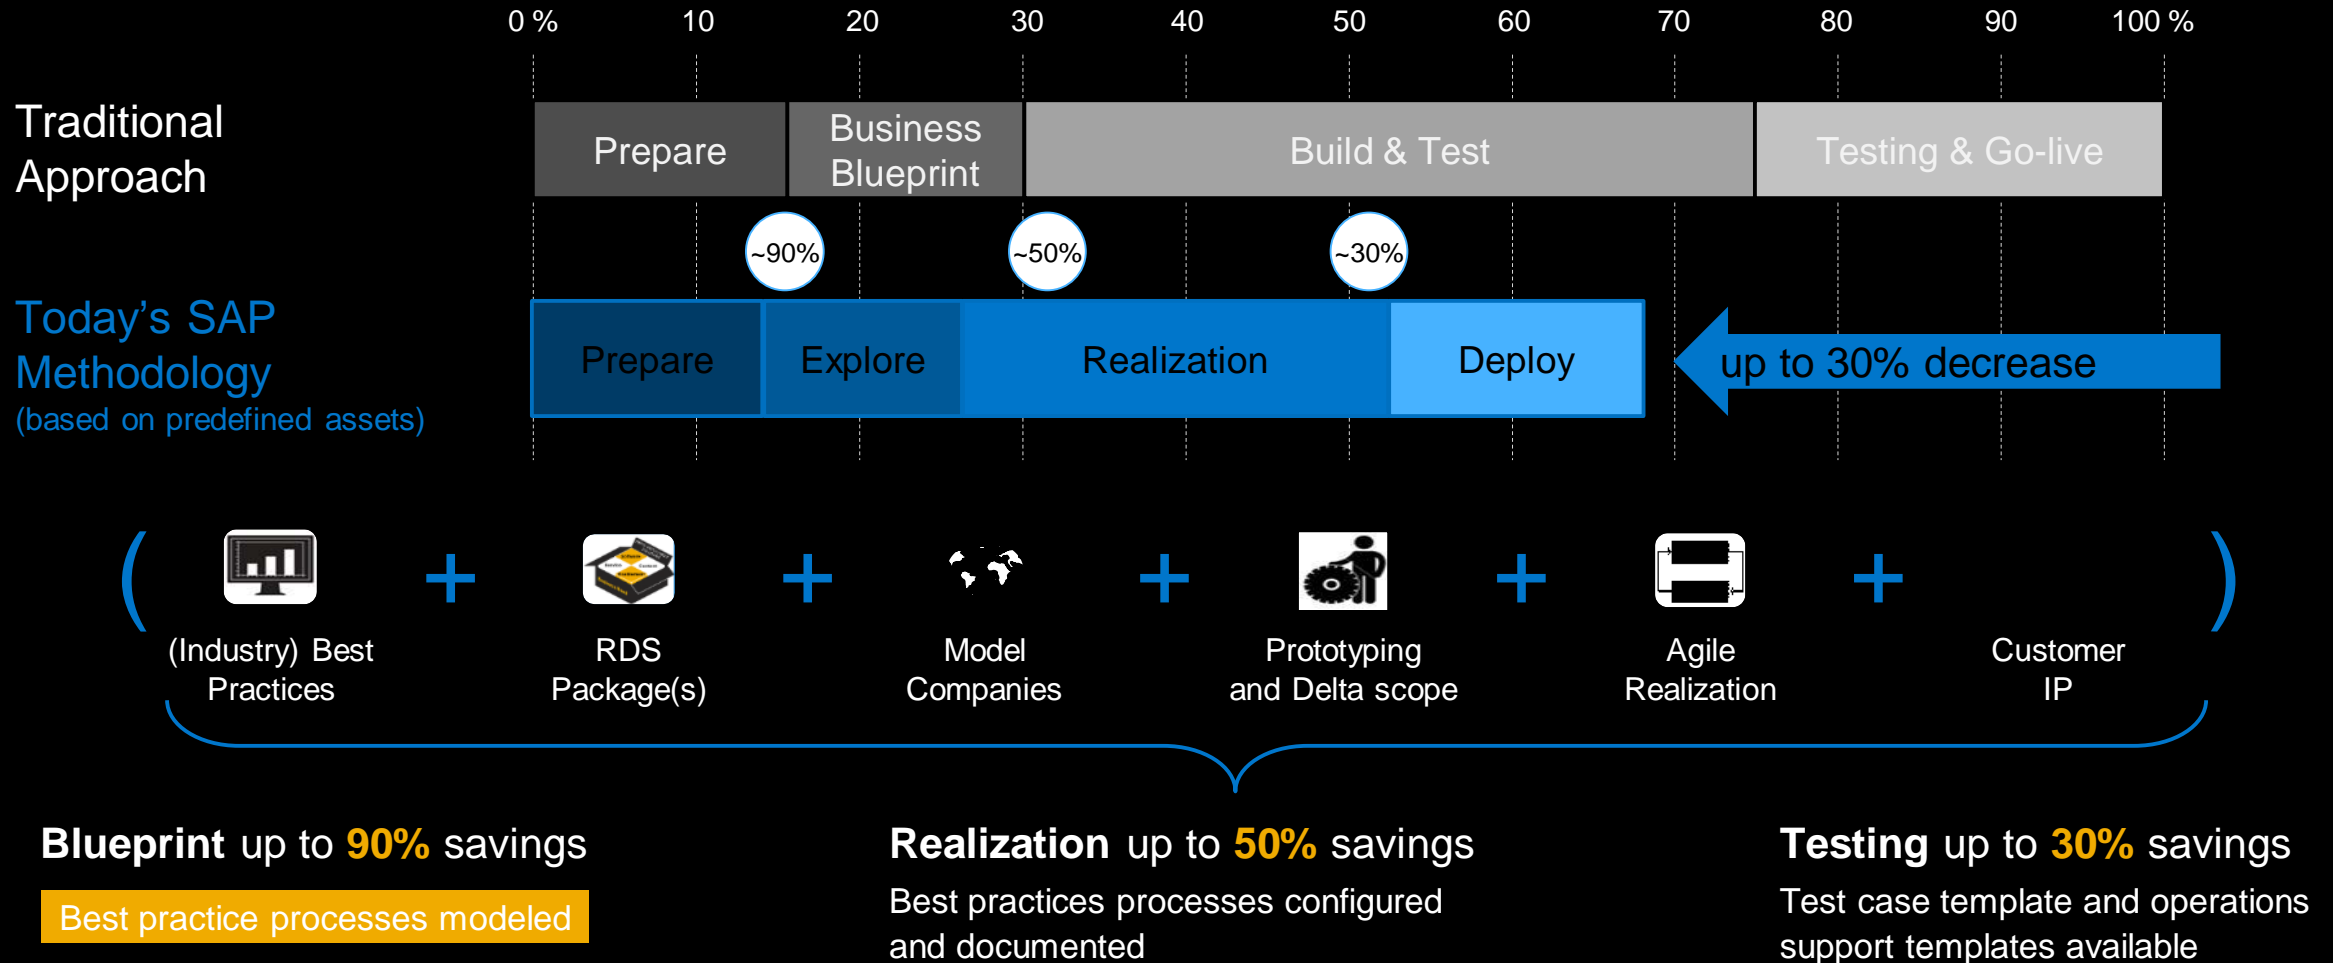 0 % 10 20 30 40 50 60 70 80 90 100 %
Traditional
Approach
Prepare
Business
Blueprint
Build & Test
Testing & Go-live
~90% ~50% ~30%
Today's SAP
Methodology
(based on predefined assets)
Prepare
Explore
Realization
Deploy
up to 30% decrease
( + + + + + )
(Industry) Best
Practices
RDS
Package(s)
Model
Companies
Prototyping
and Delta scope
Agile
Realization
Customer
IP
Blueprint up to 90% savings
Best practice processes modeled
Realization up to 50% savings
Best practices processes configured
and documented
Testing up to 30% savings
Test case template and operations
support templates available